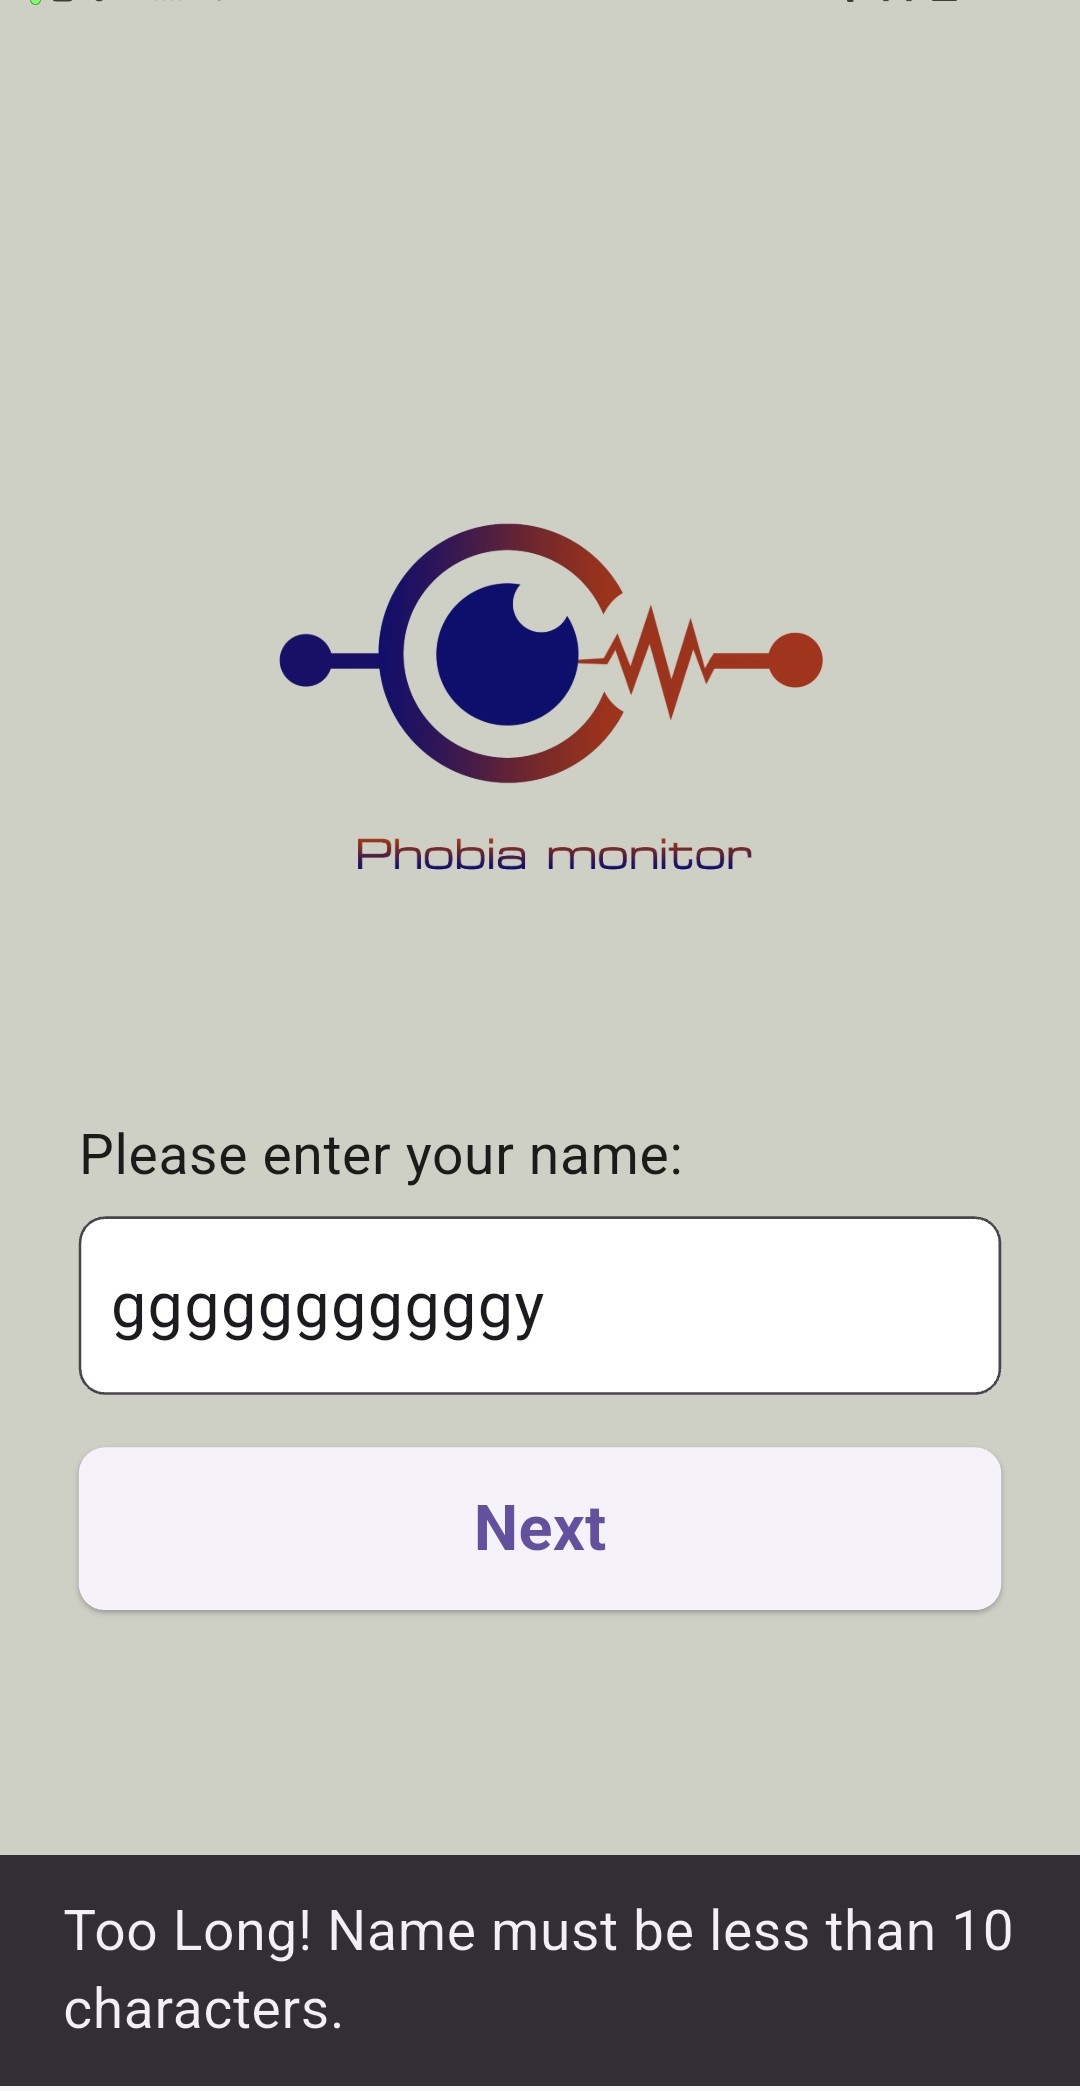 Phobia monitor
Please enter your name:
gggggggggggy
Next
Too Long! Name must be less than 10
characters.